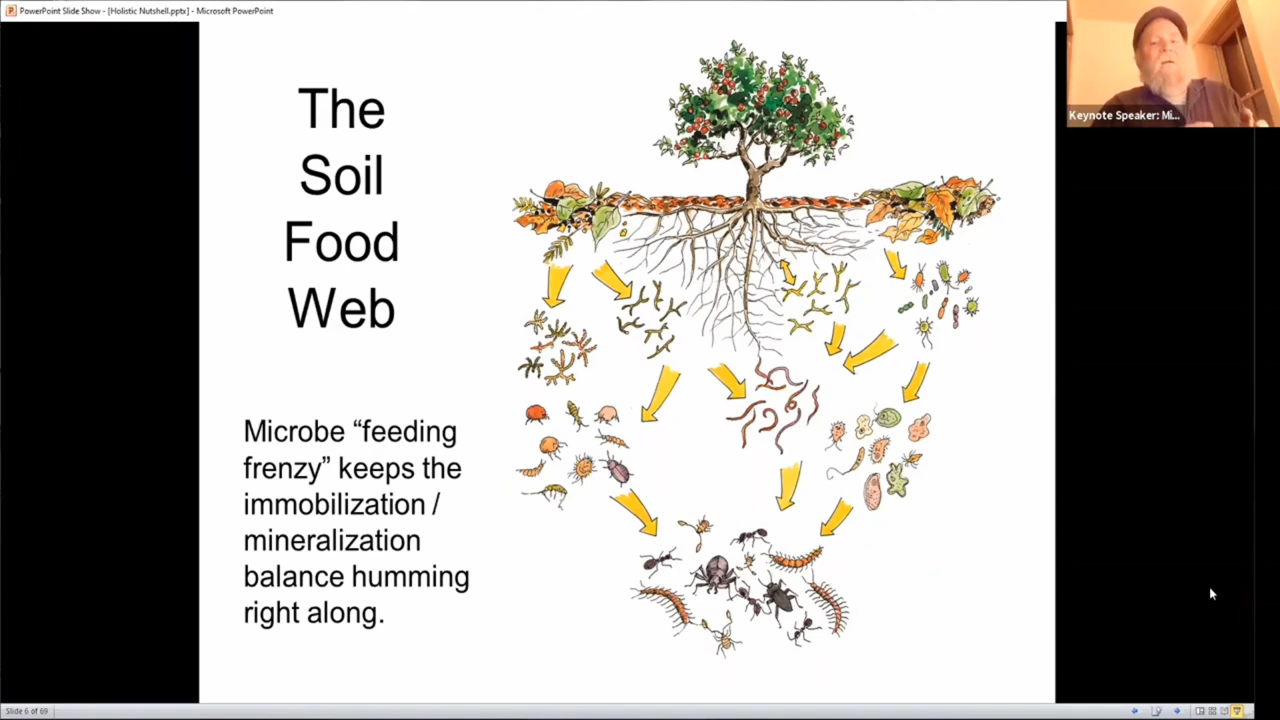 PowerPoint Slide Show - [Holistic Nutshell.pptx] - Microsoft PowerPoint
Keynote Speaker: Mi...
The
Soil
Food
Web
Microbe “feeding
frenzy” keeps the
immobilization /
mineralization
balance humming
right along.
Slide 6 of 69